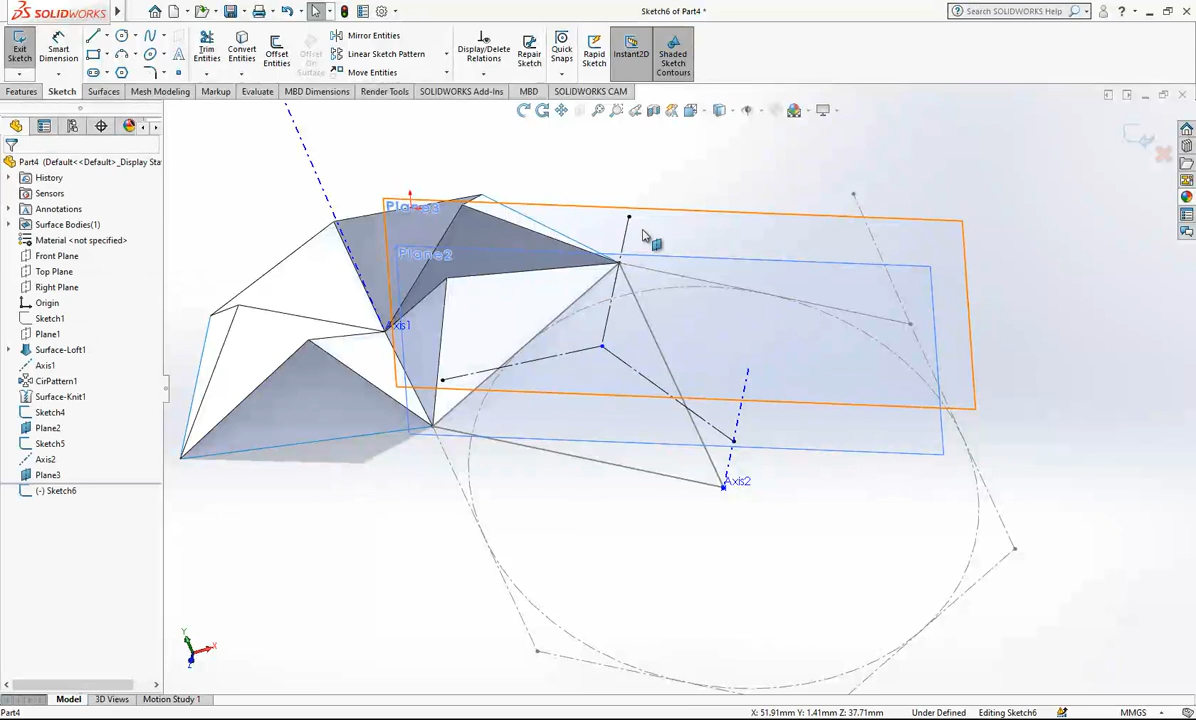 SOLIDWORKS
Sketch6 of Part4 *
Search SOLIDWORKS Help
?
Exit Sketch
Smart Dimension
Trim Entities
Convert Entities
Offset Entities
Offset On Surface
Mirror Entities
Linear Sketch Pattern
Move Entities
Display/Delete Relations
Repair Sketch
Quick Snaps
Rapid Sketch
Instant2D
Shaded Sketch Contours
Features
Sketch
Surfaces
Mesh Modeling
Markup
Evaluate
MBD Dimensions
Render Tools
SOLIDWORKS Add-Ins
MBD
SOLIDWORKS CAM
Part4 (Default<<Default>_Display Sta
History
Sensors
Annotations
Surface Bodies(1)
Material <not specified>
Front Plane
Top Plane
Right Plane
Origin
Sketch1
Plane1
Surface-Loft1
Axis1
CirPattern1
Surface-Knit1
Sketch4
Plane2
Sketch5
Axis2
Plane3
(-) Sketch6
Plane3
Plane2
Axis1
Axis2
Y
X
Z
Model
3D Views
Motion Study 1
Part4
X: 51.91mm Y: 1.41mm Z: 37.71mm
Under Defined
Editing Sketch6
MMGS